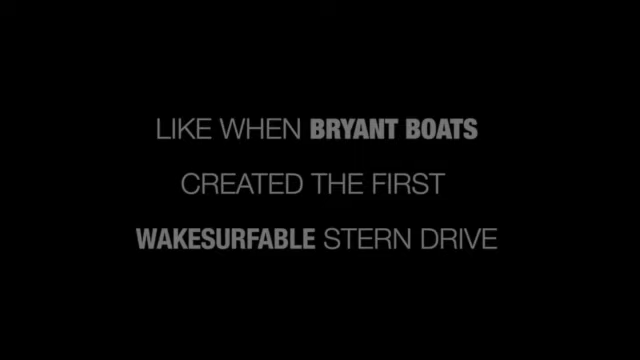 LIKE WHEN BRYANT BOATS
CREATED THE FIRST
WAKESURFABLE STERN DRIVE